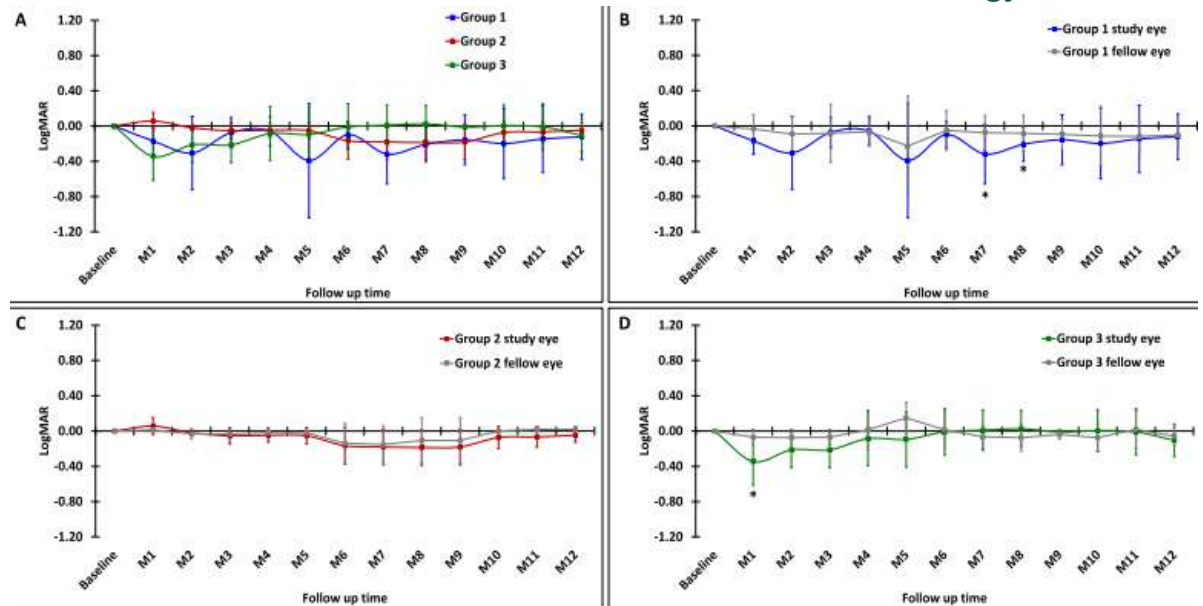 gy
A
1.20
0.80
0.40
0.00
-0.40
-0.80
-1.20
LogMAR
Group 1
Group 2
Group 3
Baseline
M1
M2
M3
M4
M5
M6
M7
M8
M9
M10
M11
M12
Follow up time
B
1.20
0.80
0.40
0.00
-0.40
-0.80
-1.20
LogMAR
Group 1 study eye
Group 1 fellow eye
*
*
Baseline
M1
M2
M3
M4
M5
M6
M7
M8
M9
M10
M11
M12
Follow up time
C
1.20
0.80
0.40
0.00
-0.40
-0.80
-1.20
LogMAR
Group 2 study eye
Group 2 fellow eye
Baseline
M1
M2
M3
M4
M5
M6
M7
M8
M9
M10
M11
M12
Follow up time
D
1.20
0.80
0.40
0.00
-0.40
-0.80
-1.20
LogMAR
Group 3 study eye
Group 3 fellow eye
*
Baseline
M1
M2
M3
M4
M5
M6
M7
M8
M9
M10
M11
M12
Follow up time